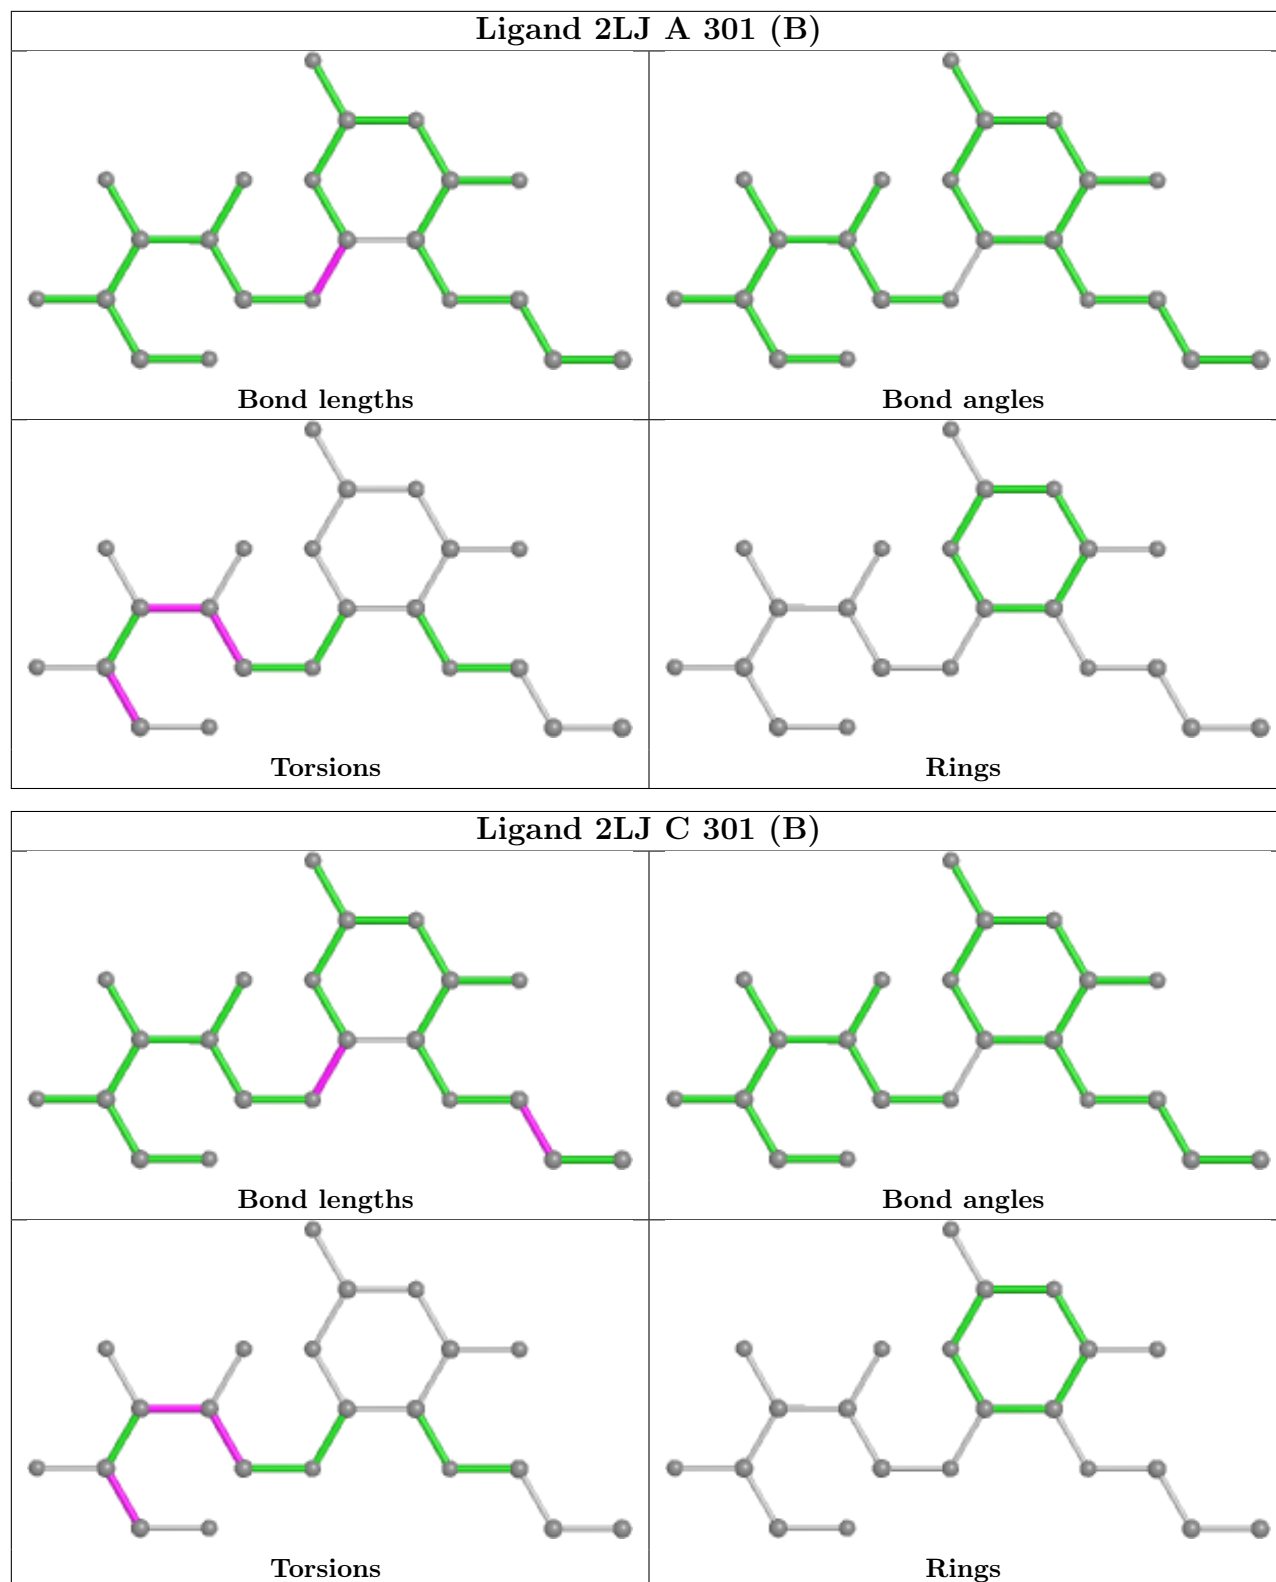 Ligand 2LJ A 301 (B)
Bond lengths
Bond angles
Torsions
Rings
Ligand 2LJ C 301 (B)
Bond lengths
Bond angles
Torsions
Rings